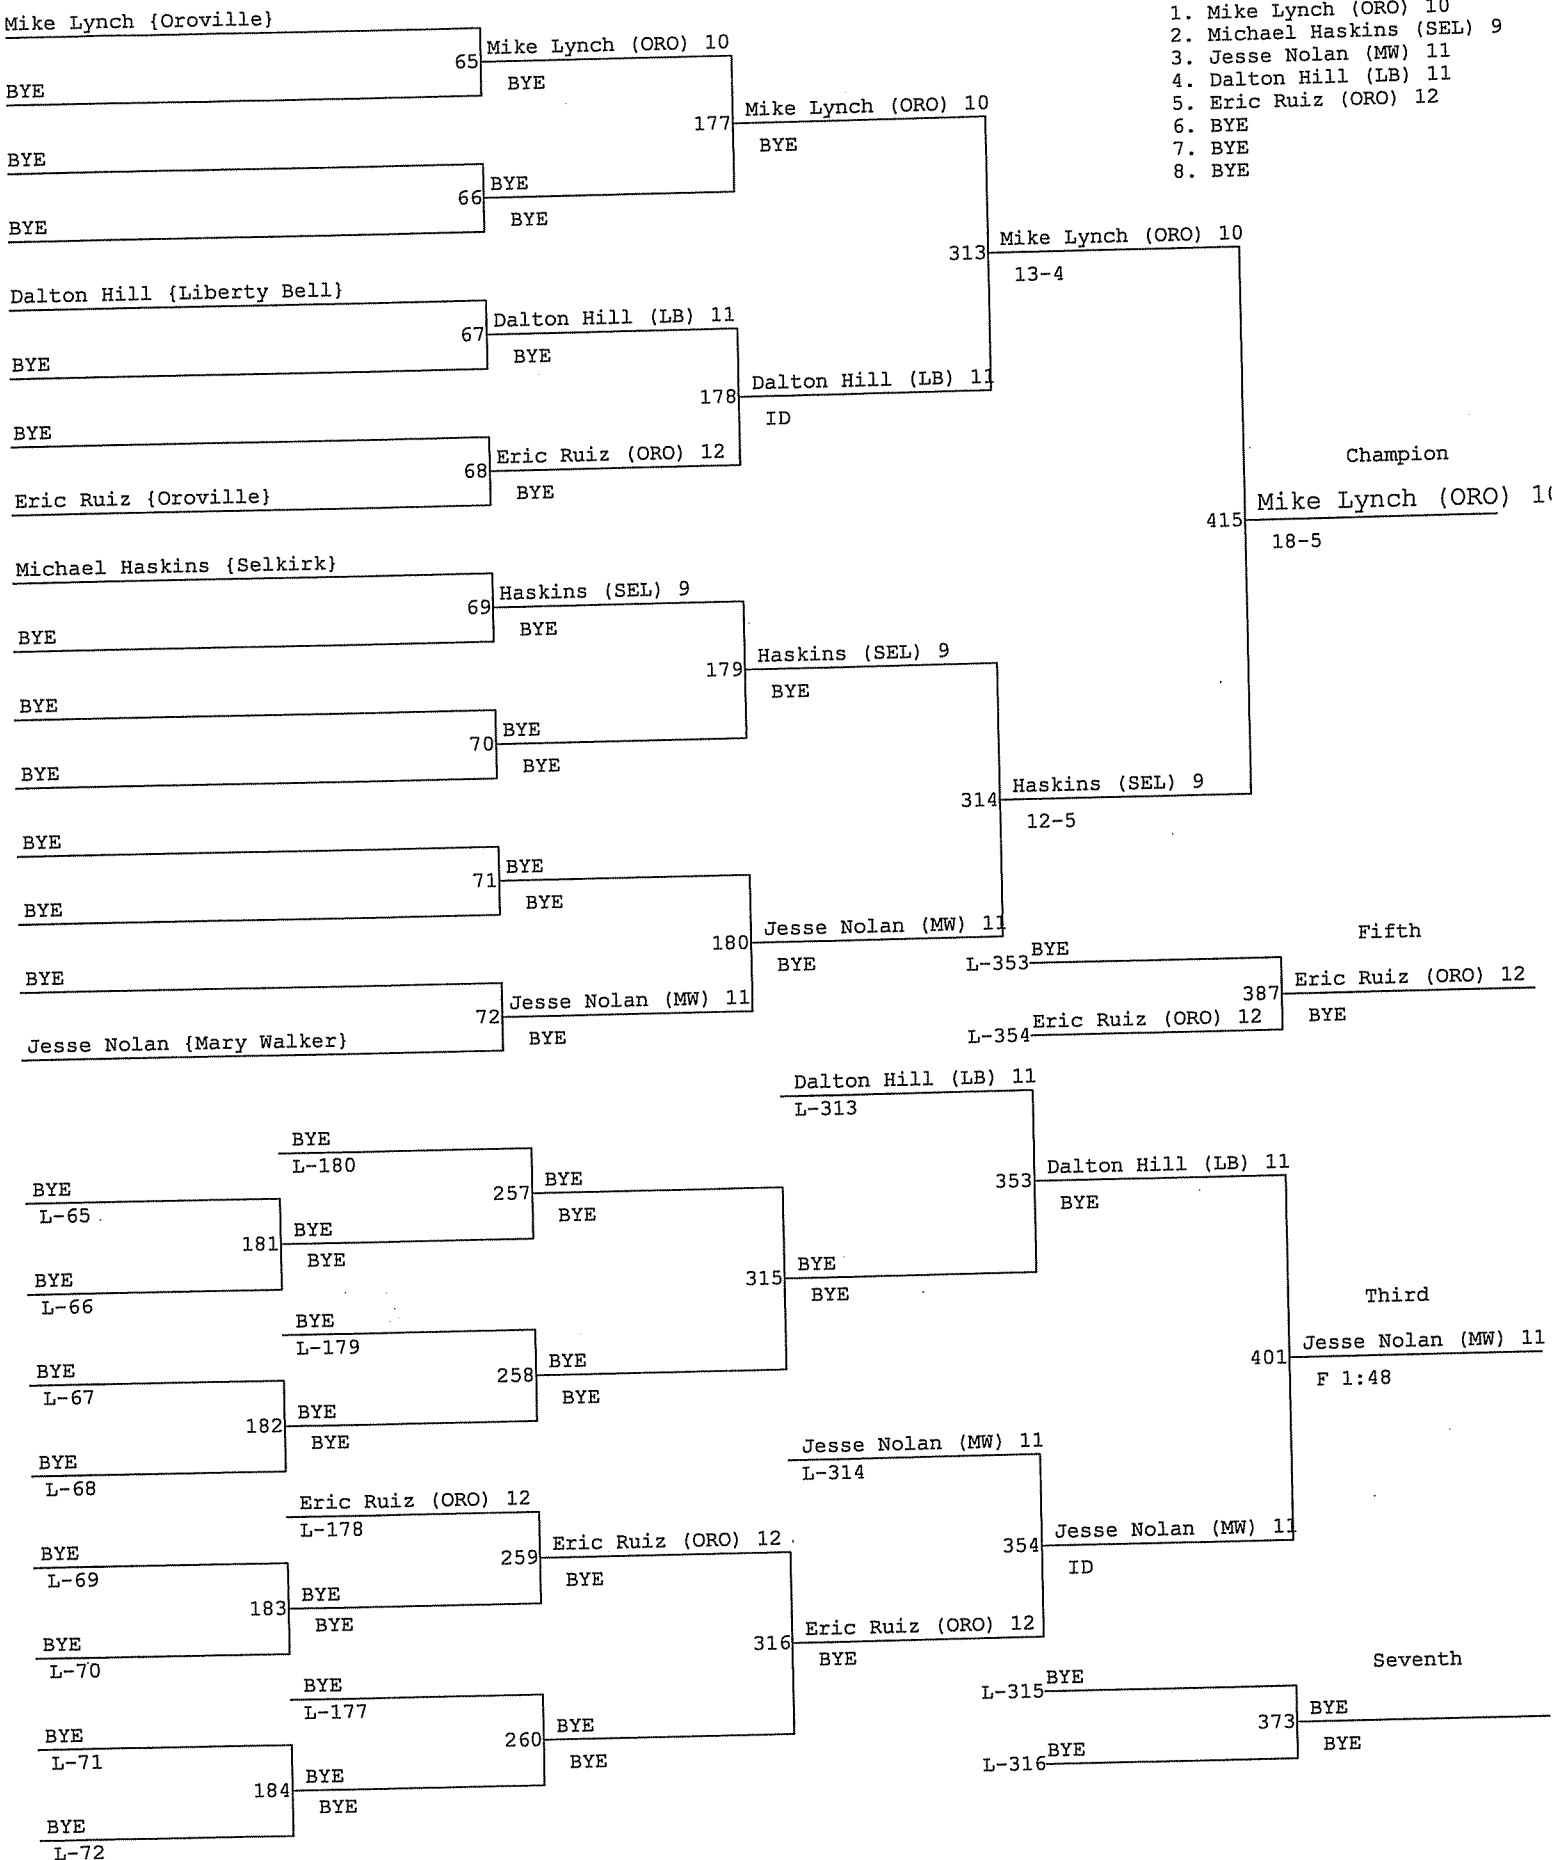 Mike Lynch {Oroville}
65
Mike Lynch (ORO) 10
BYE
BYE
177
Mike Lynch (ORO) 10
BYE
BYE
66
BYE
BYE
BYE
313
Mike Lynch (ORO) 10
13-4
Dalton Hill {Liberty Bell}
67
Dalton Hill (LB) 11
BYE
BYE
178
Dalton Hill (LB) 11
ID
BYE
68
Eric Ruiz (ORO) 12
BYE
Eric Ruiz {Oroville}
1. Mike Lynch (ORO) 10
2. Michael Haskins (SEL) 9
3. Jesse Nolan (MW) 11
4. Dalton Hill (LB) 11
5. Eric Ruiz (ORO) 12
6. BYE
7. BYE
8. BYE
Champion
415
Mike Lynch (ORO) 10
18-5
Michael Haskins {Selkirk}
69
Haskins (SEL) 9
BYE
BYE
179
Haskins (SEL) 9
BYE
BYE
70
BYE
BYE
BYE
314
Haskins (SEL) 9
12-5
BYE
71
BYE
BYE
BYE
180
Jesse Nolan (MW) 11
BYE
BYE
72
Jesse Nolan (MW) 11
BYE
Jesse Nolan {Mary Walker}
Fifth
L-353 BYE
387
Eric Ruiz (ORO) 12
BYE
L-354 Eric Ruiz (ORO) 12
Dalton Hill (LB) 11
L-313
353
Dalton Hill (LB) 11
BYE
BYE
L-180
257
BYE
BYE
BYE
L-65
181
BYE
BYE
BYE
L-66
315
BYE
BYE
BYE
L-179
258
BYE
BYE
BYE
L-67
182
BYE
BYE
BYE
L-68
Third
401
Jesse Nolan (MW) 11
F 1:48
Jesse Nolan (MW) 11
L-314
354
Jesse Nolan (MW) 11
ID
Eric Ruiz (ORO) 12
L-178
259
Eric Ruiz (ORO) 12
BYE
BYE
L-69
183
BYE
BYE
BYE
L-70
316
Eric Ruiz (ORO) 12
BYE
BYE
L-177
260
BYE
BYE
BYE
L-71
184
BYE
BYE
BYE
L-72
Seventh
L-315 BYE
373
BYE
BYE
L-316 BYE